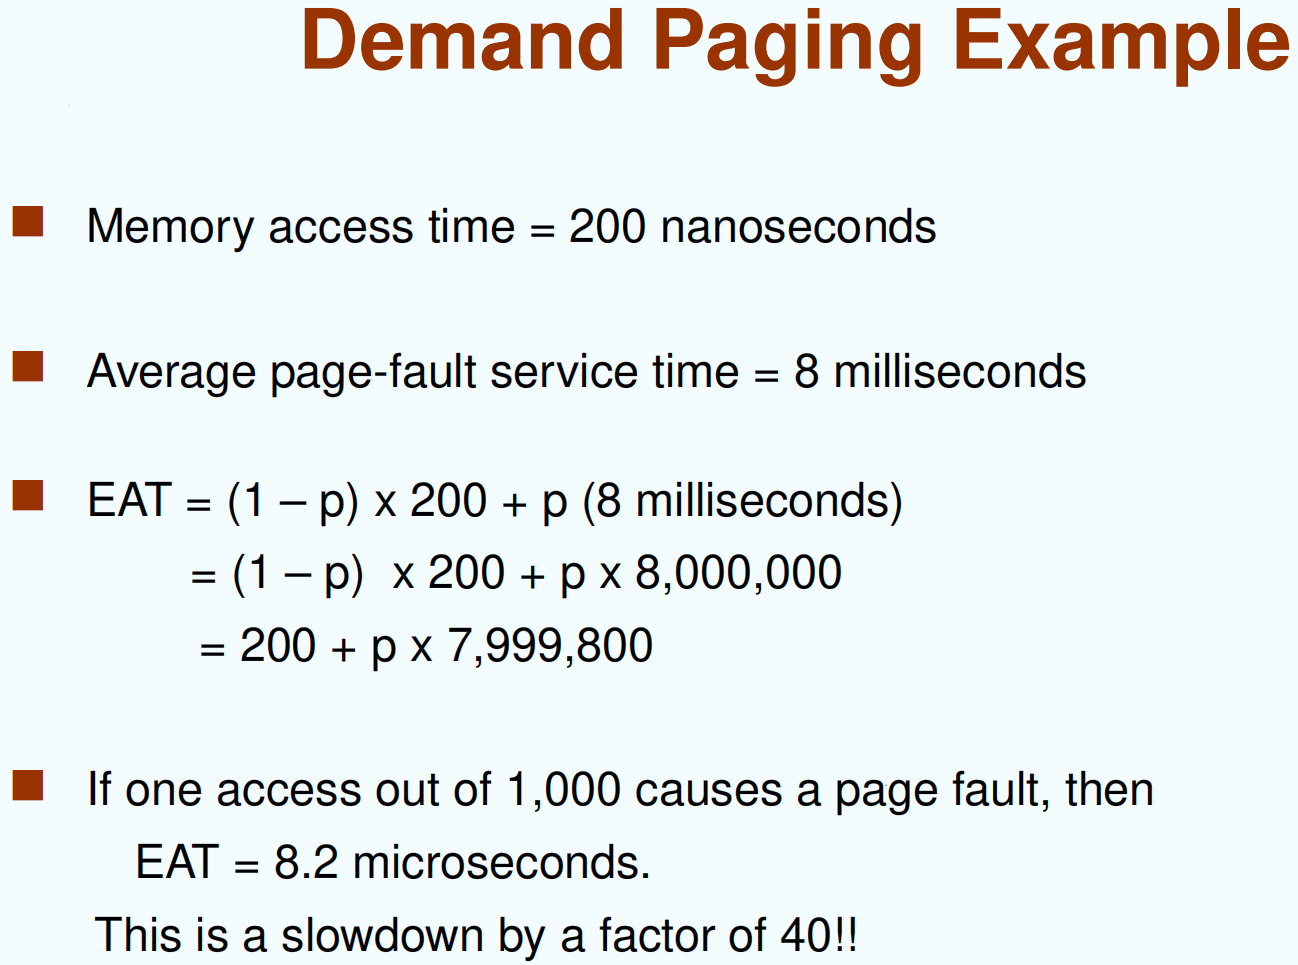 Demand Paging Example
Memory access time = 200 nanoseconds
Average page-fault service time = 8 milliseconds
EAT = (1 – p) x 200 + p (8 milliseconds)
= (1 – p)  x 200 + p x 8,000,000
= 200 + p x 7,999,800
If one access out of 1,000 causes a page fault, then
EAT = 8.2 microseconds.
This is a slowdown by a factor of 40!!